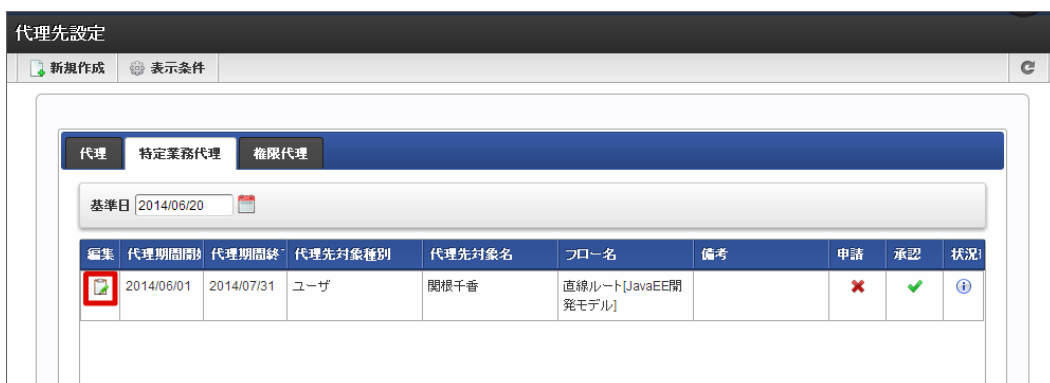 代理先設定
新規作成 表示条件
代理 特定業務代理 権限代理
基準日 2014/06/20
編集 代理期間開始 代理期間終了 代理先対象種別 代理先対象名 フロー名 備考 申請 承認 状況
2014/06/01 2014/07/31 ユーザ 関根千香 直線ルート[JavaEE開
発モデル]